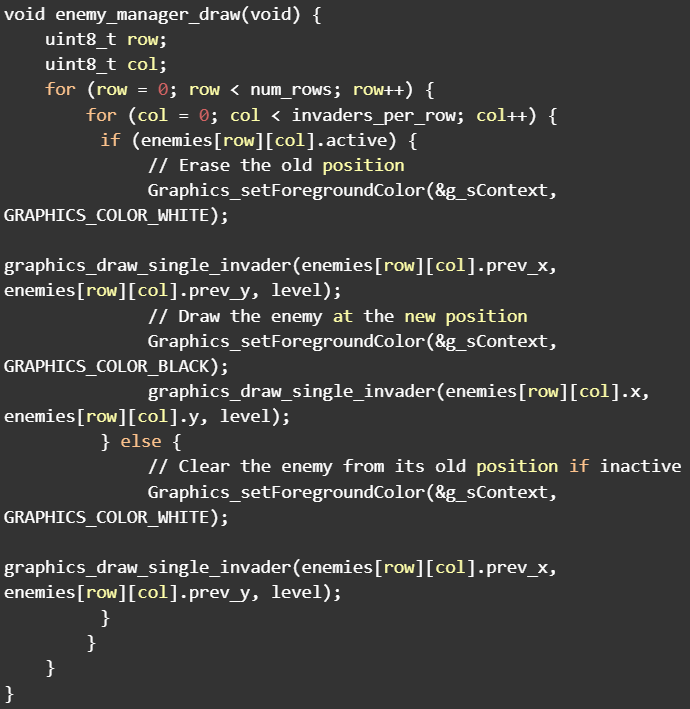 void enemy_manager_draw(void) {
    uint8_t row;
    uint8_t col;
    for (row = 0; row < num_rows; row++) {
        for (col = 0; col < invaders_per_row; col++) {
         if (enemies[row][col].active) {
              // Erase the old position
              Graphics_setForegroundColor(&g_sContext,
GRAPHICS_COLOR_WHITE);

graphics_draw_single_invader(enemies[row][col].prev_x,
enemies[row][col].prev_y, level);
              // Draw the enemy at the new position
              Graphics_setForegroundColor(&g_sContext,
GRAPHICS_COLOR_BLACK);
              graphics_draw_single_invader(enemies[row][col].x,
enemies[row][col].y, level);
         } else {
              // Clear the enemy from its old position if inactive
              Graphics_setForegroundColor(&g_sContext,
GRAPHICS_COLOR_WHITE);

graphics_draw_single_invader(enemies[row][col].prev_x,
enemies[row][col].prev_y, level);
         }
        }
    }
}